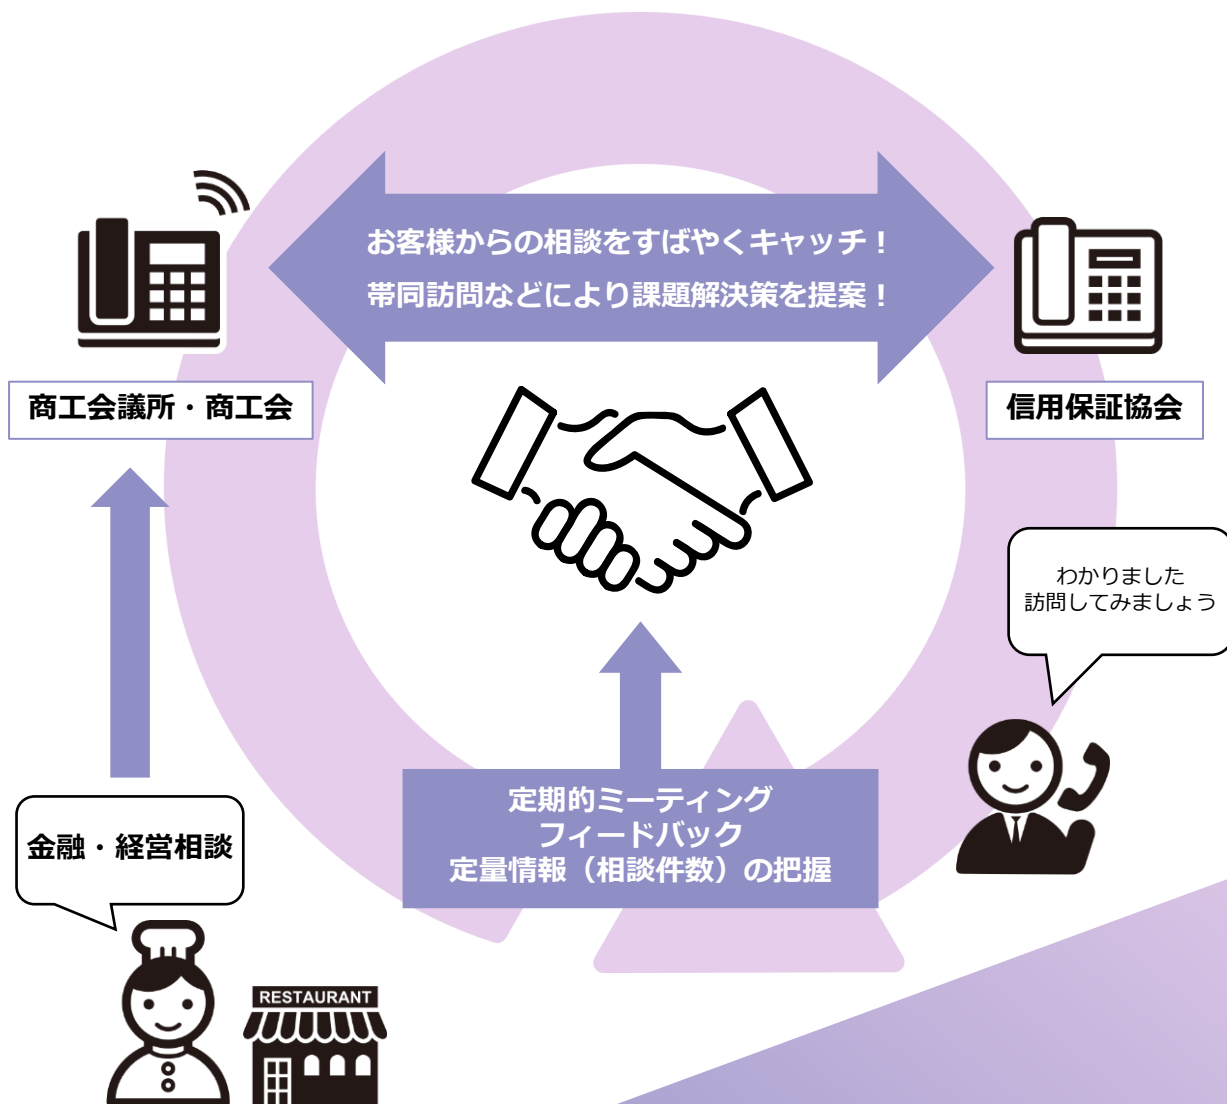 お客様からの相談をすばやくキャッチ！
帯同訪問などにより課題解決策を提案！
商工会議所・商工会
信用保証協会
わかりました
訪問してみましょう
定期的ミーティング
フィードバック
定量情報（相談件数）の把握
金融・経営相談
RESTAURANT